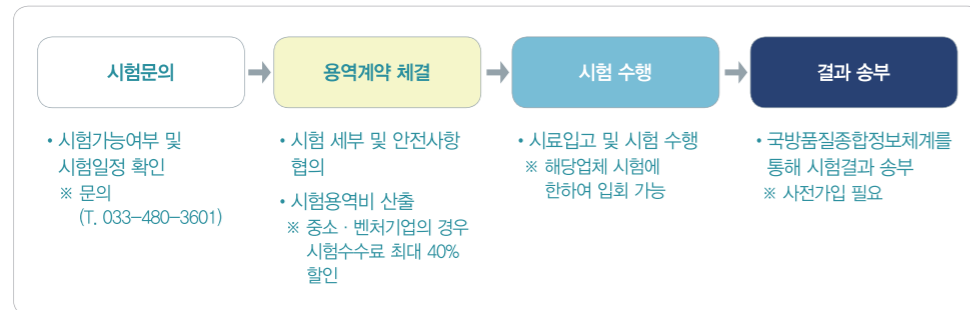 시험문의
• 시험가능여부 및
시험일정 확인
※ 문의
(T. 033-480-3601)
용역계약 체결
• 시험 세부 및 안전사항
협의
• 시험용역비 산출
※ 중소 · 벤처기업의 경우
시험수수료 최대 40%
할인
시험 수행
• 시료입고 및 시험 수행
※ 해당업체 시험에
한하여 입회 가능
결과 송부
• 국방품질종합정보체계를
통해 시험결과 송부
※ 사전가입 필요